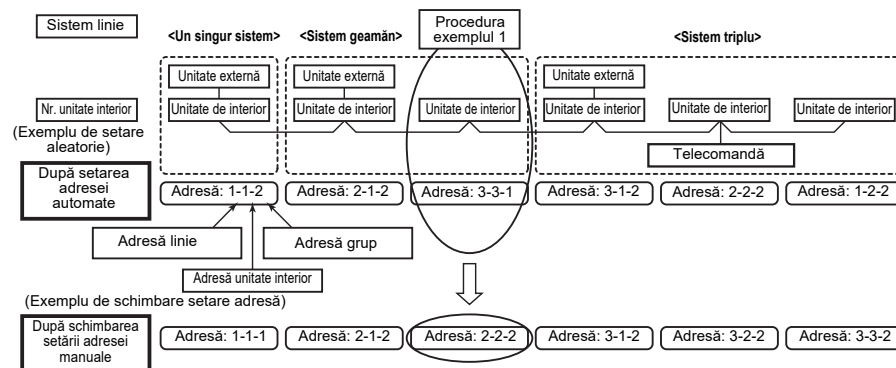 Sistem linie
<Un singur sistem>
<Sistem geamăn>
Procedura
exemplul 1
<Sistem triplu>
Unitate externă
Unitate externă
Unitate externă
Nr. unitate interior
Unitate de interior
Unitate de interior
Unitate de interior
Unitate de interior
Unitate de interior
Unitate de interior
(Exemplu de setare
aleatorie)
Telecomandă
După setarea
adresei
automate
Adresă: 1-1-2
Adresă: 2-1-2
Adresă: 3-3-1
Adresă: 3-1-2
Adresă: 2-2-2
Adresă: 1-2-2
Adresă linie
Adresă grup
Adresă unitate interior
(Exemplu de schimbare setare adresă)
După schimbarea
setării adresei
manuale
Adresă: 1-1-1
Adresă: 2-1-2
Adresă: 2-2-2
Adresă: 3-1-2
Adresă: 3-2-2
Adresă: 3-3-2